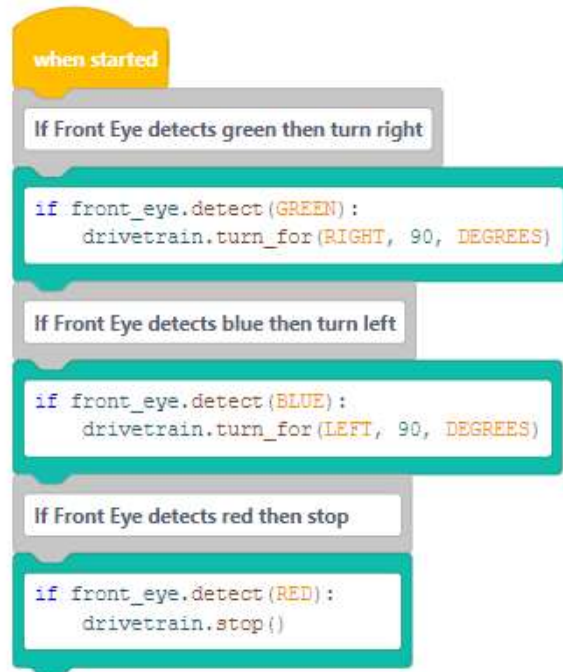 when started
If Front Eye detects green then turn right
if front_eye.detect(GREEN):
    drivetrain.turn_for(RIGHT, 90, DEGREES)
If Front Eye detects blue then turn left
if front_eye.detect(BLUE):
    drivetrain.turn_for(LEFT, 90, DEGREES)
If Front Eye detects red then stop
if front_eye.detect(RED):
    drivetrain.stop()